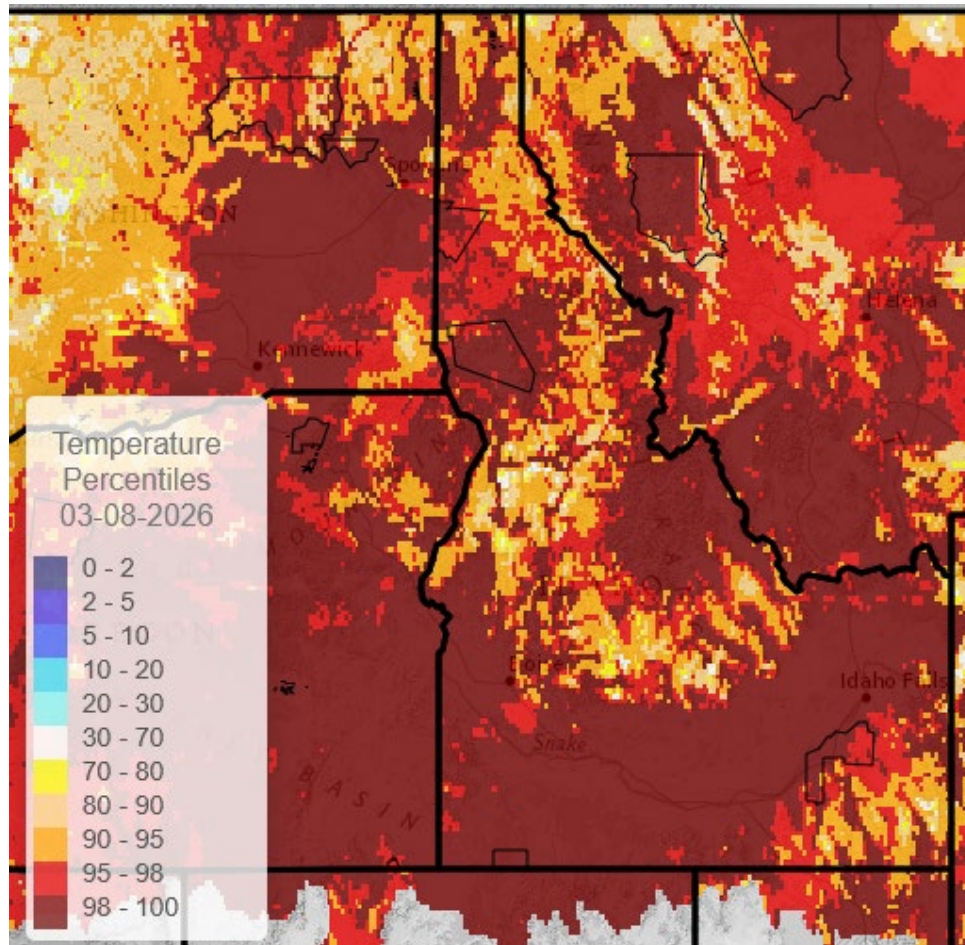 Spokane
Helena
Kennewick
Boise
Idaho Falls
Snake
BASIN
Temperature
Percentiles
03-08-2026
0 - 2
2 - 5
5 - 10
10 - 20
20 - 30
30 - 70
70 - 80
80 - 90
90 - 95
95 - 98
98 - 100